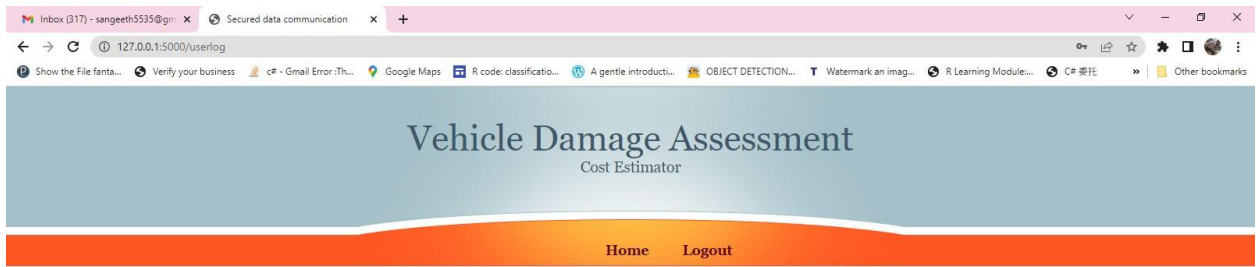 Inbox (317) - sangeeth5535@gm
Secured data communication
127.0.0.1:5000/userlog
Show the File fanta... Verify your business c# - Gmail Error :Th... Google Maps R code: classificatio... A gentle introducti... OBJECT DETECTION... Watermark an imag... R Learning Module:... C# 委托 » Other bookmarks
Vehicle Damage Assessment
Cost Estimator
Home Logout